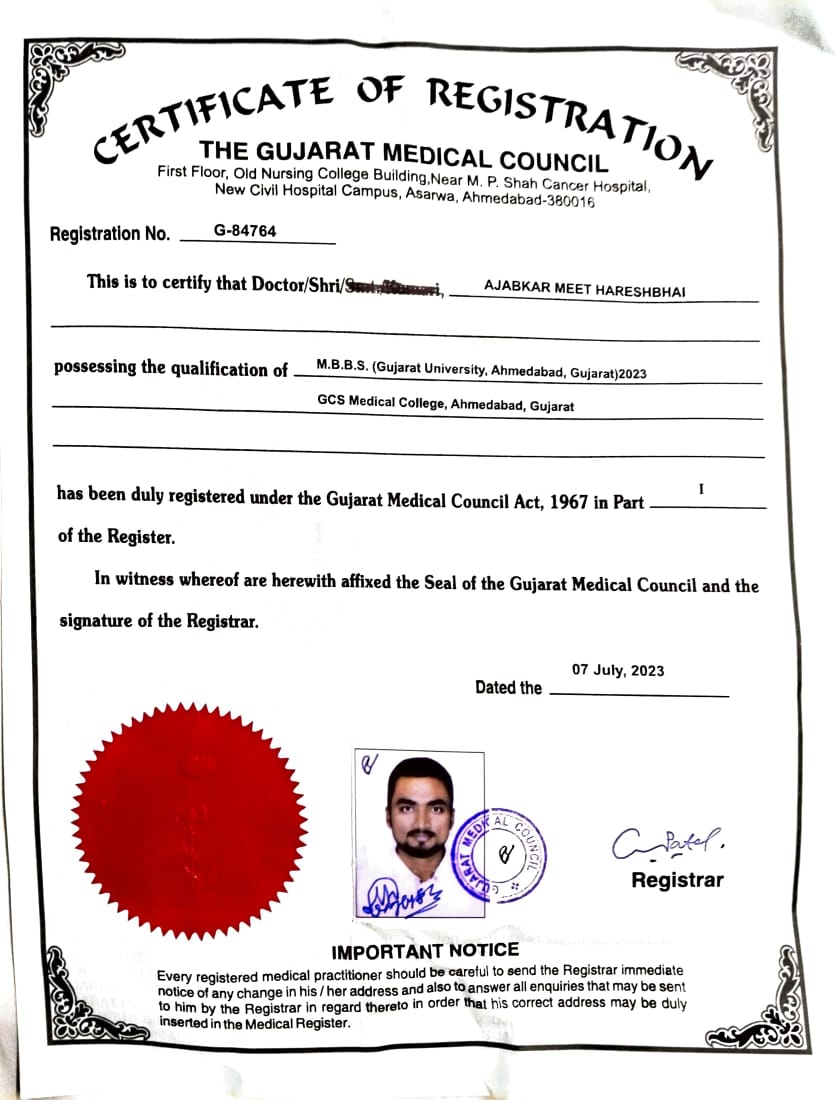 CERTIFICATE OF REGISTRATION
THE GUJARAT MEDICAL COUNCIL
First Floor, Old Nursing College Building,Near M. P. Shah Cancer Hospital,
New Civil Hospital Campus, Asarwa, Ahmedabad-380016
Registration No. G-84764
This is to certify that Doctor/Shri/Smt./Kumari, AJABKAR MEET HARESHBHAI
possessing the qualification of M.B.B.S. (Gujarat University, Ahmedabad, Gujarat)2023
GCS Medical College, Ahmedabad, Gujarat
has been duly registered under the Gujarat Medical Council Act, 1967 in Part I
of the Register.
In witness whereof are herewith affixed the Seal of the Gujarat Medical Council and the
signature of the Registrar.
07 July, 2023
Dated the
GUJARAT MEDICAL COUNCIL
Patel.
Registrar
IMPORTANT NOTICE
Every registered medical practitioner should be careful to send the Registrar immediate
notice of any change in his / her address and also to answer all enquiries that may be sent
to him by the Registrar in regard thereto in order that his correct address may be duly
inserted in the Medical Register.